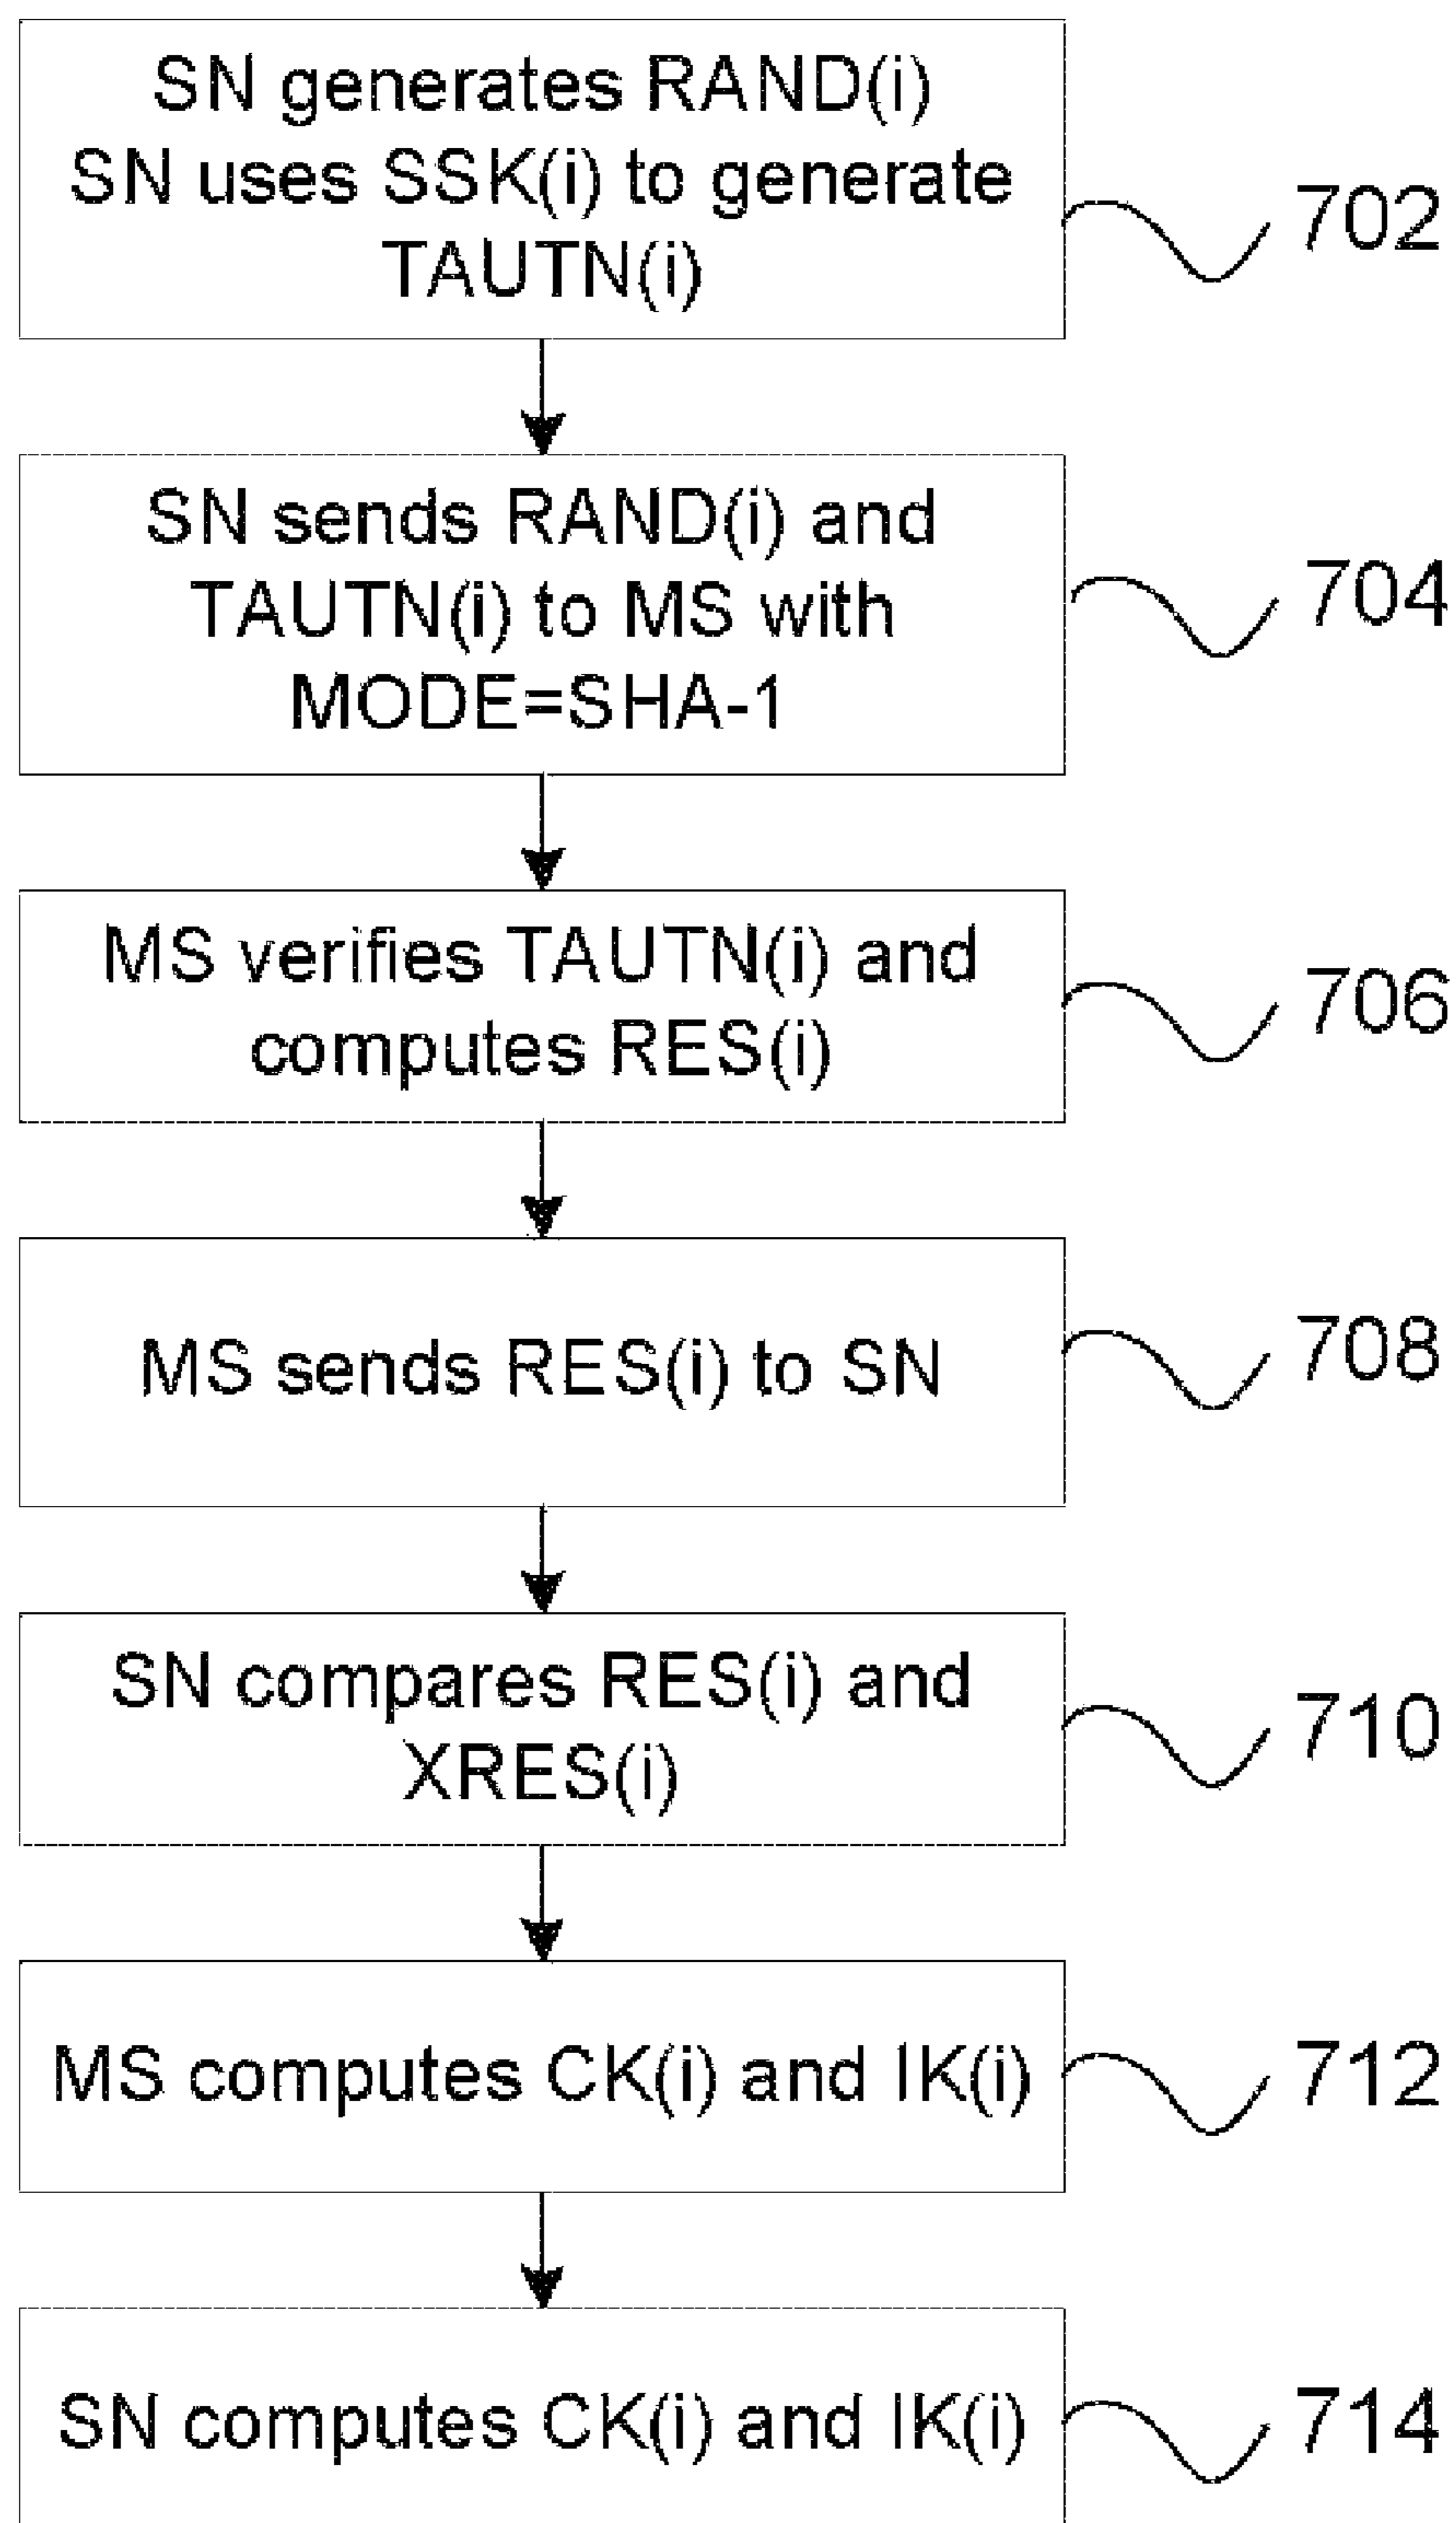 SN generates RAND(i)
SN uses SSK(i) to generate
TAUTN(i)
702
SN sends RAND(i) and
TAUTN(i) to MS with
MODE=SHA-1
704
MS verifies TAUTN(i) and
computes RES(i)
706
MS sends RES(i) to SN
708
SN compares RES(i) and
XRES(i)
710
MS computes CK(i) and IK(i)
712
SN computes CK(i) and IK(i)
714